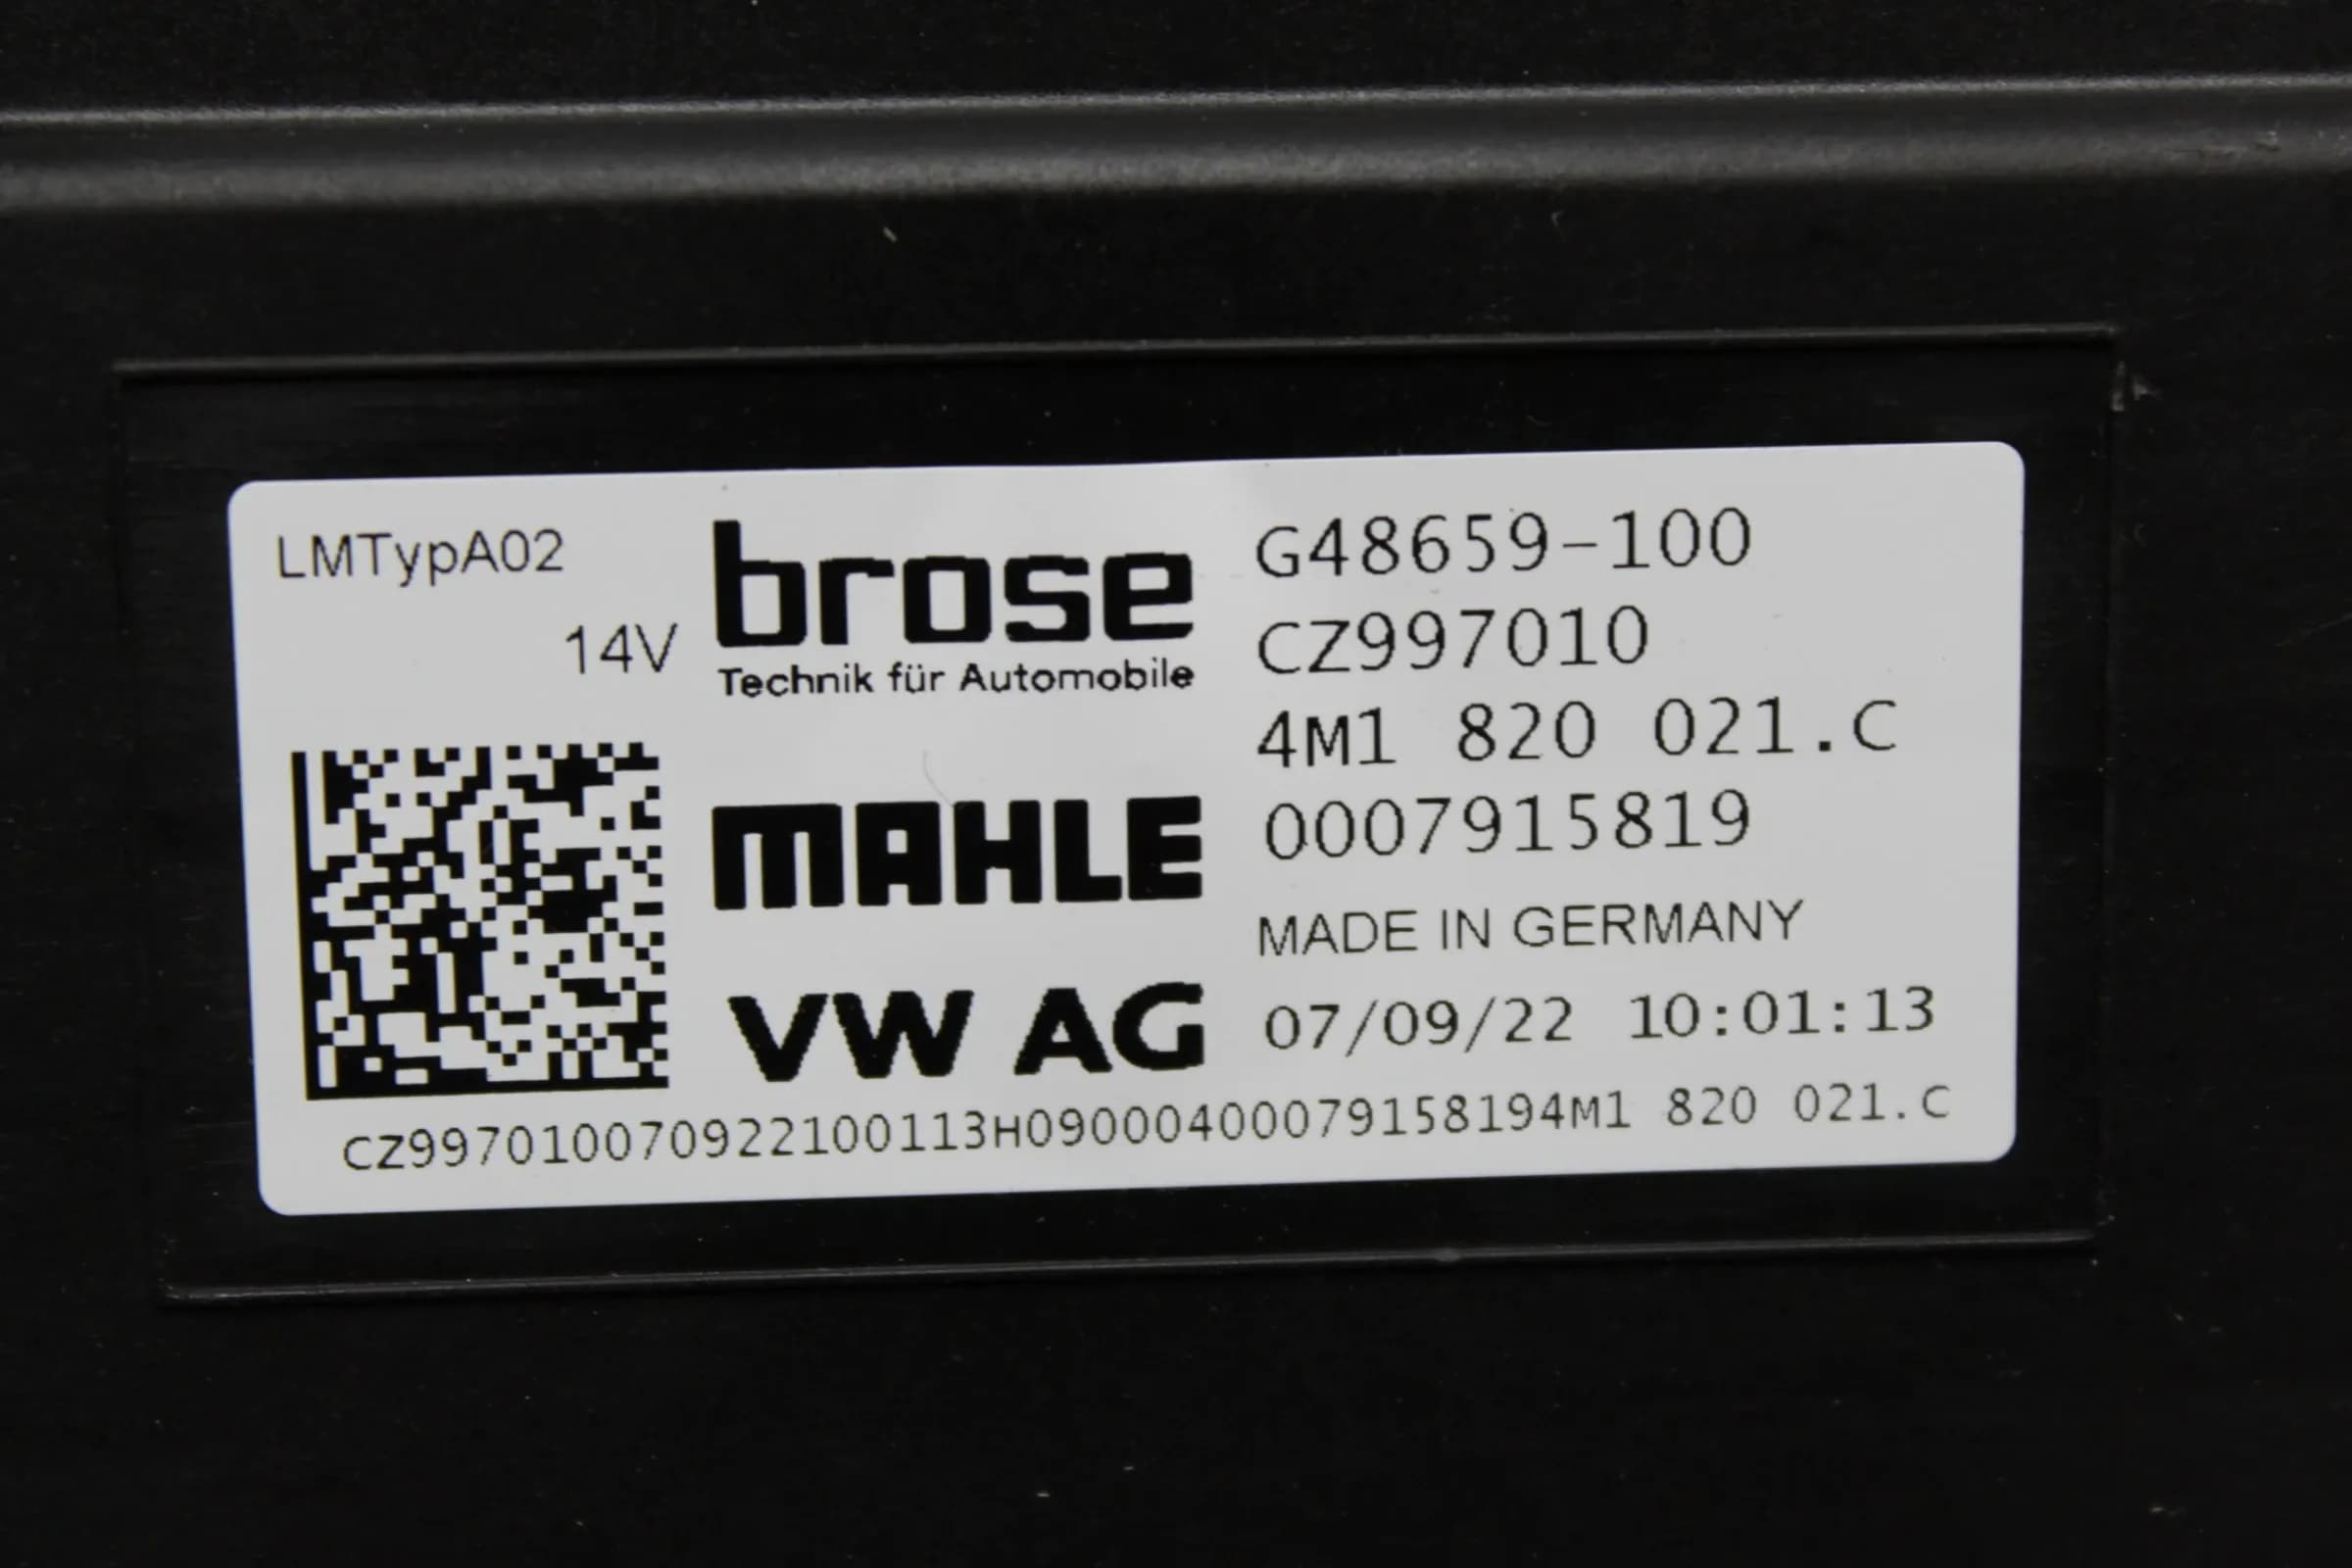 LMTypA02
14V
brose
Technik für Automobile
MAHLE
VW AG
G48659-100
CZ997010
4M1 820 021.C
0007915819
MADE IN GERMANY
07/09/22 10:01:13
CZ997010070922100113H09000400079158194M1 820 021.C